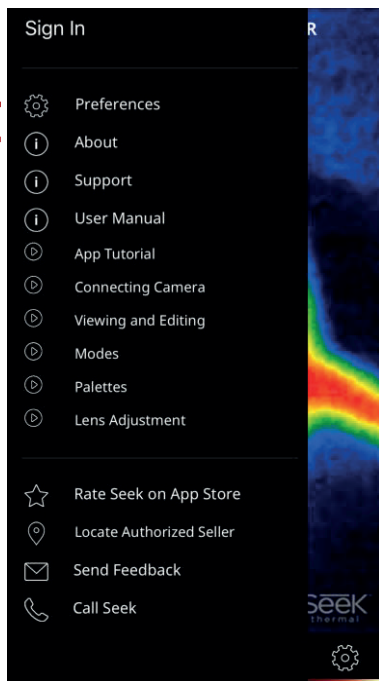 Sign In
R
Preferences
About
Support
User Manual
App Tutorial
Connecting Camera
Viewing and Editing
Modes
Palettes
Lens Adjustment
Rate Seek on App Store
Locate Authorized Seller
Send Feedback
Call Seek
Seek
thermal